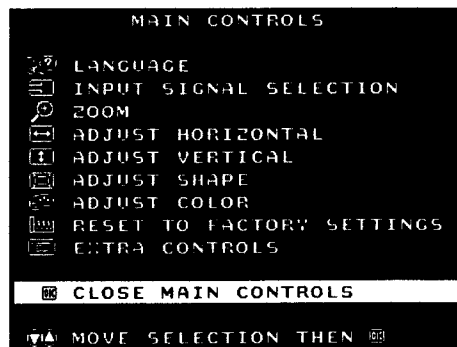 MAIN CONTROLS
LANGUAGE
INPUT SIGNAL SELECTION
ZOOM
ADJUST HORIZONTAL
ADJUST VERTICAL
ADJUST SHAPE
ADJUST COLOR
RESET TO FACTORY SETTINGS
EXTRA CONTROLS
OK CLOSE MAIN CONTROLS
MOVE SELECTION THEN OK